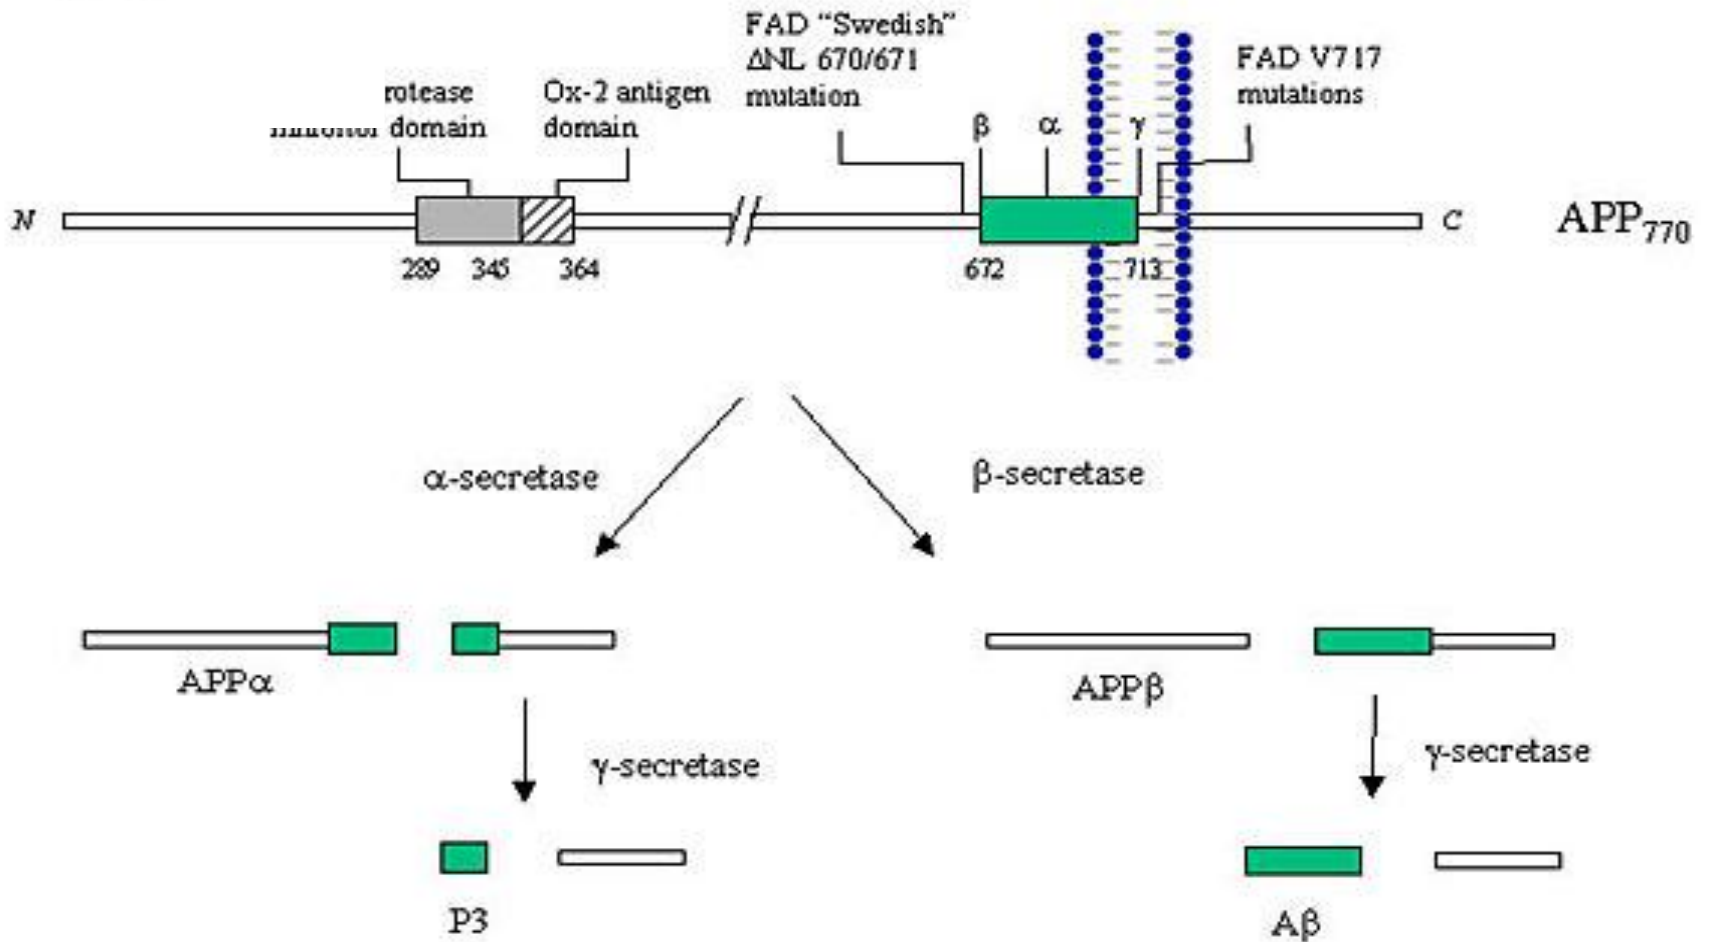 FAD “Swedish”
ΔNL 670/671
mutation
FAD V717
mutations
rotease
domain
Ox-2 antigen
domain
β α γ
N
C
APP770
289 345 364
672 713
α-secretase
β-secretase
APPα
APPβ
γ-secretase
γ-secretase
P3
Aβ